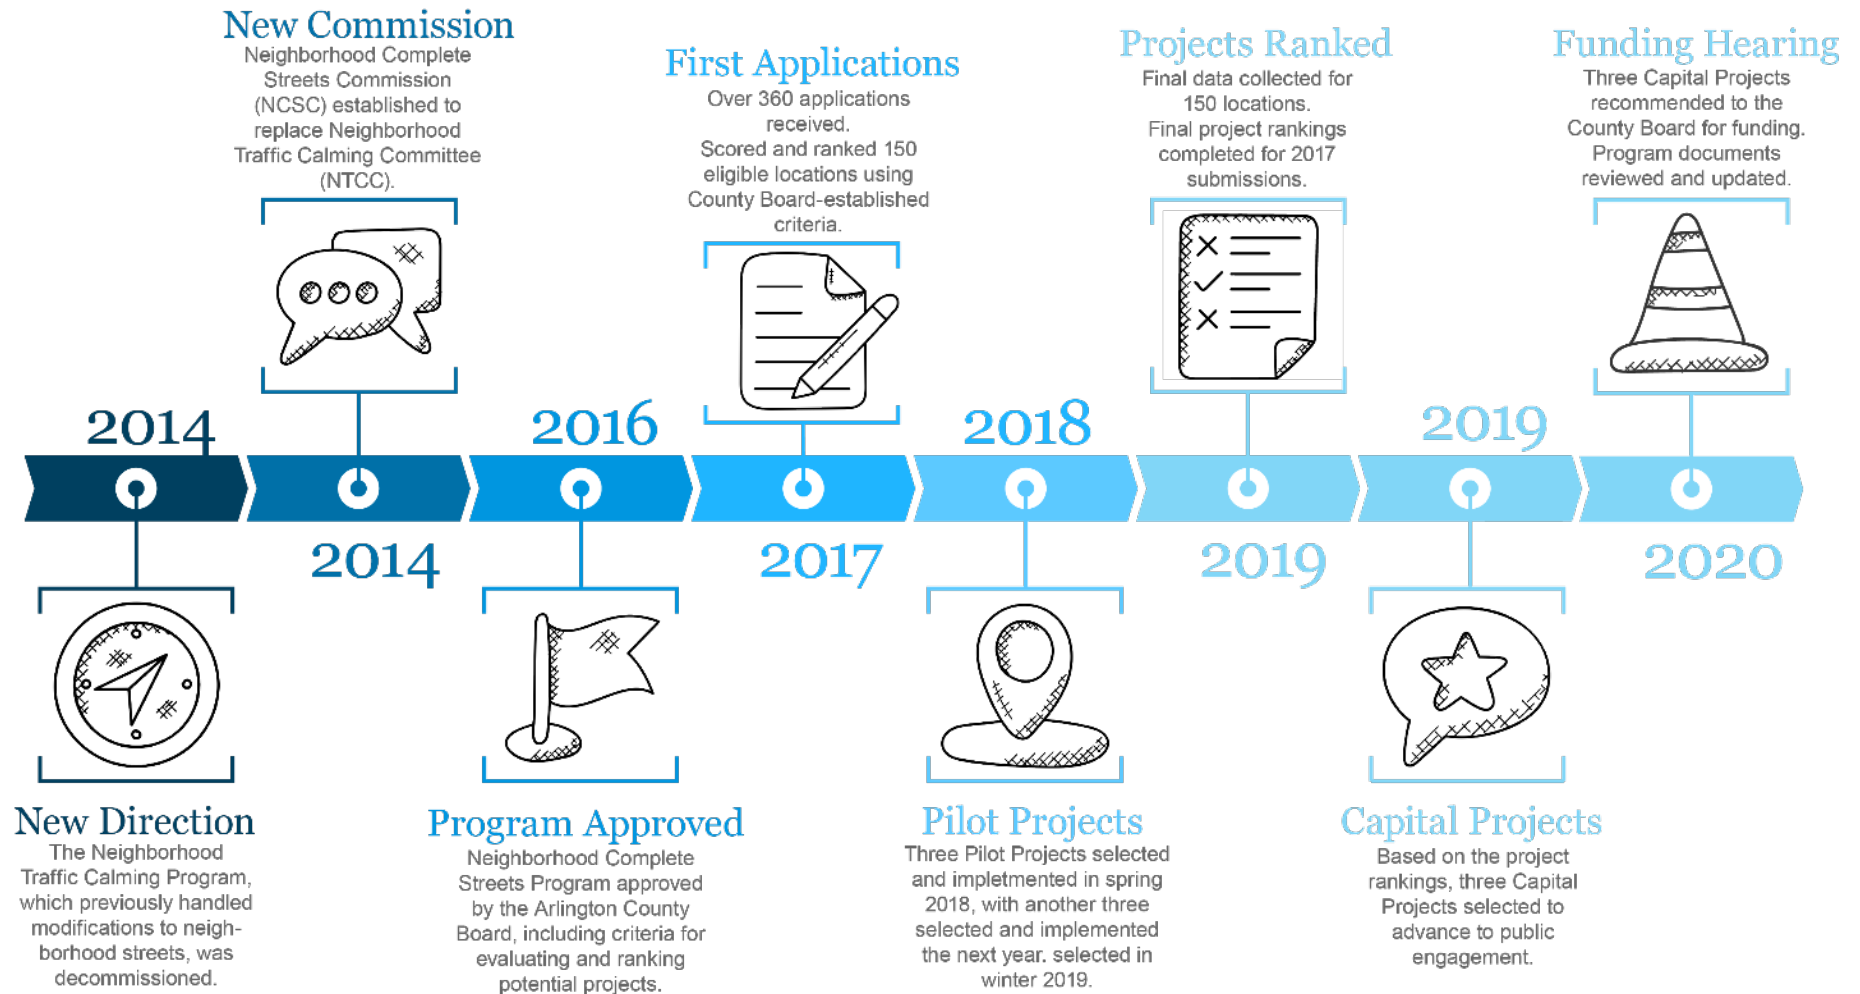 New Commission
Neighborhood Complete
Streets Commission
(NCSC) established to
replace Neighborhood
Traffic Calming Committee
(NTCC).
First Applications
Over 360 applications
received.
Scored and ranked 150
eligible locations using
County Board-established
criteria.
Projects Ranked
Final data collected for
150 locations.
Final project rankings
completed for 2017
submissions.
Funding Hearing
Three Capital Projects
recommended to the
County Board for funding.
Program documents
reviewed and updated.
2014
2016
2018
2019
2014
2017
2019
2020
New Direction
The Neighborhood
Traffic Calming Program,
which previously handled
modifications to neigh-
borhood streets, was
decommissioned.
Program Approved
Neighborhood Complete
Streets Program approved
by the Arlington County
Board, including criteria for
evaluating and ranking
potential projects.
Pilot Projects
Three Pilot Projects selected
and impletmented in spring
2018, with another three
selected and implemented
the next year. selected in
winter 2019.
Capital Projects
Based on the project
rankings, three Capital
Projects selected to
advance to public
engagement.